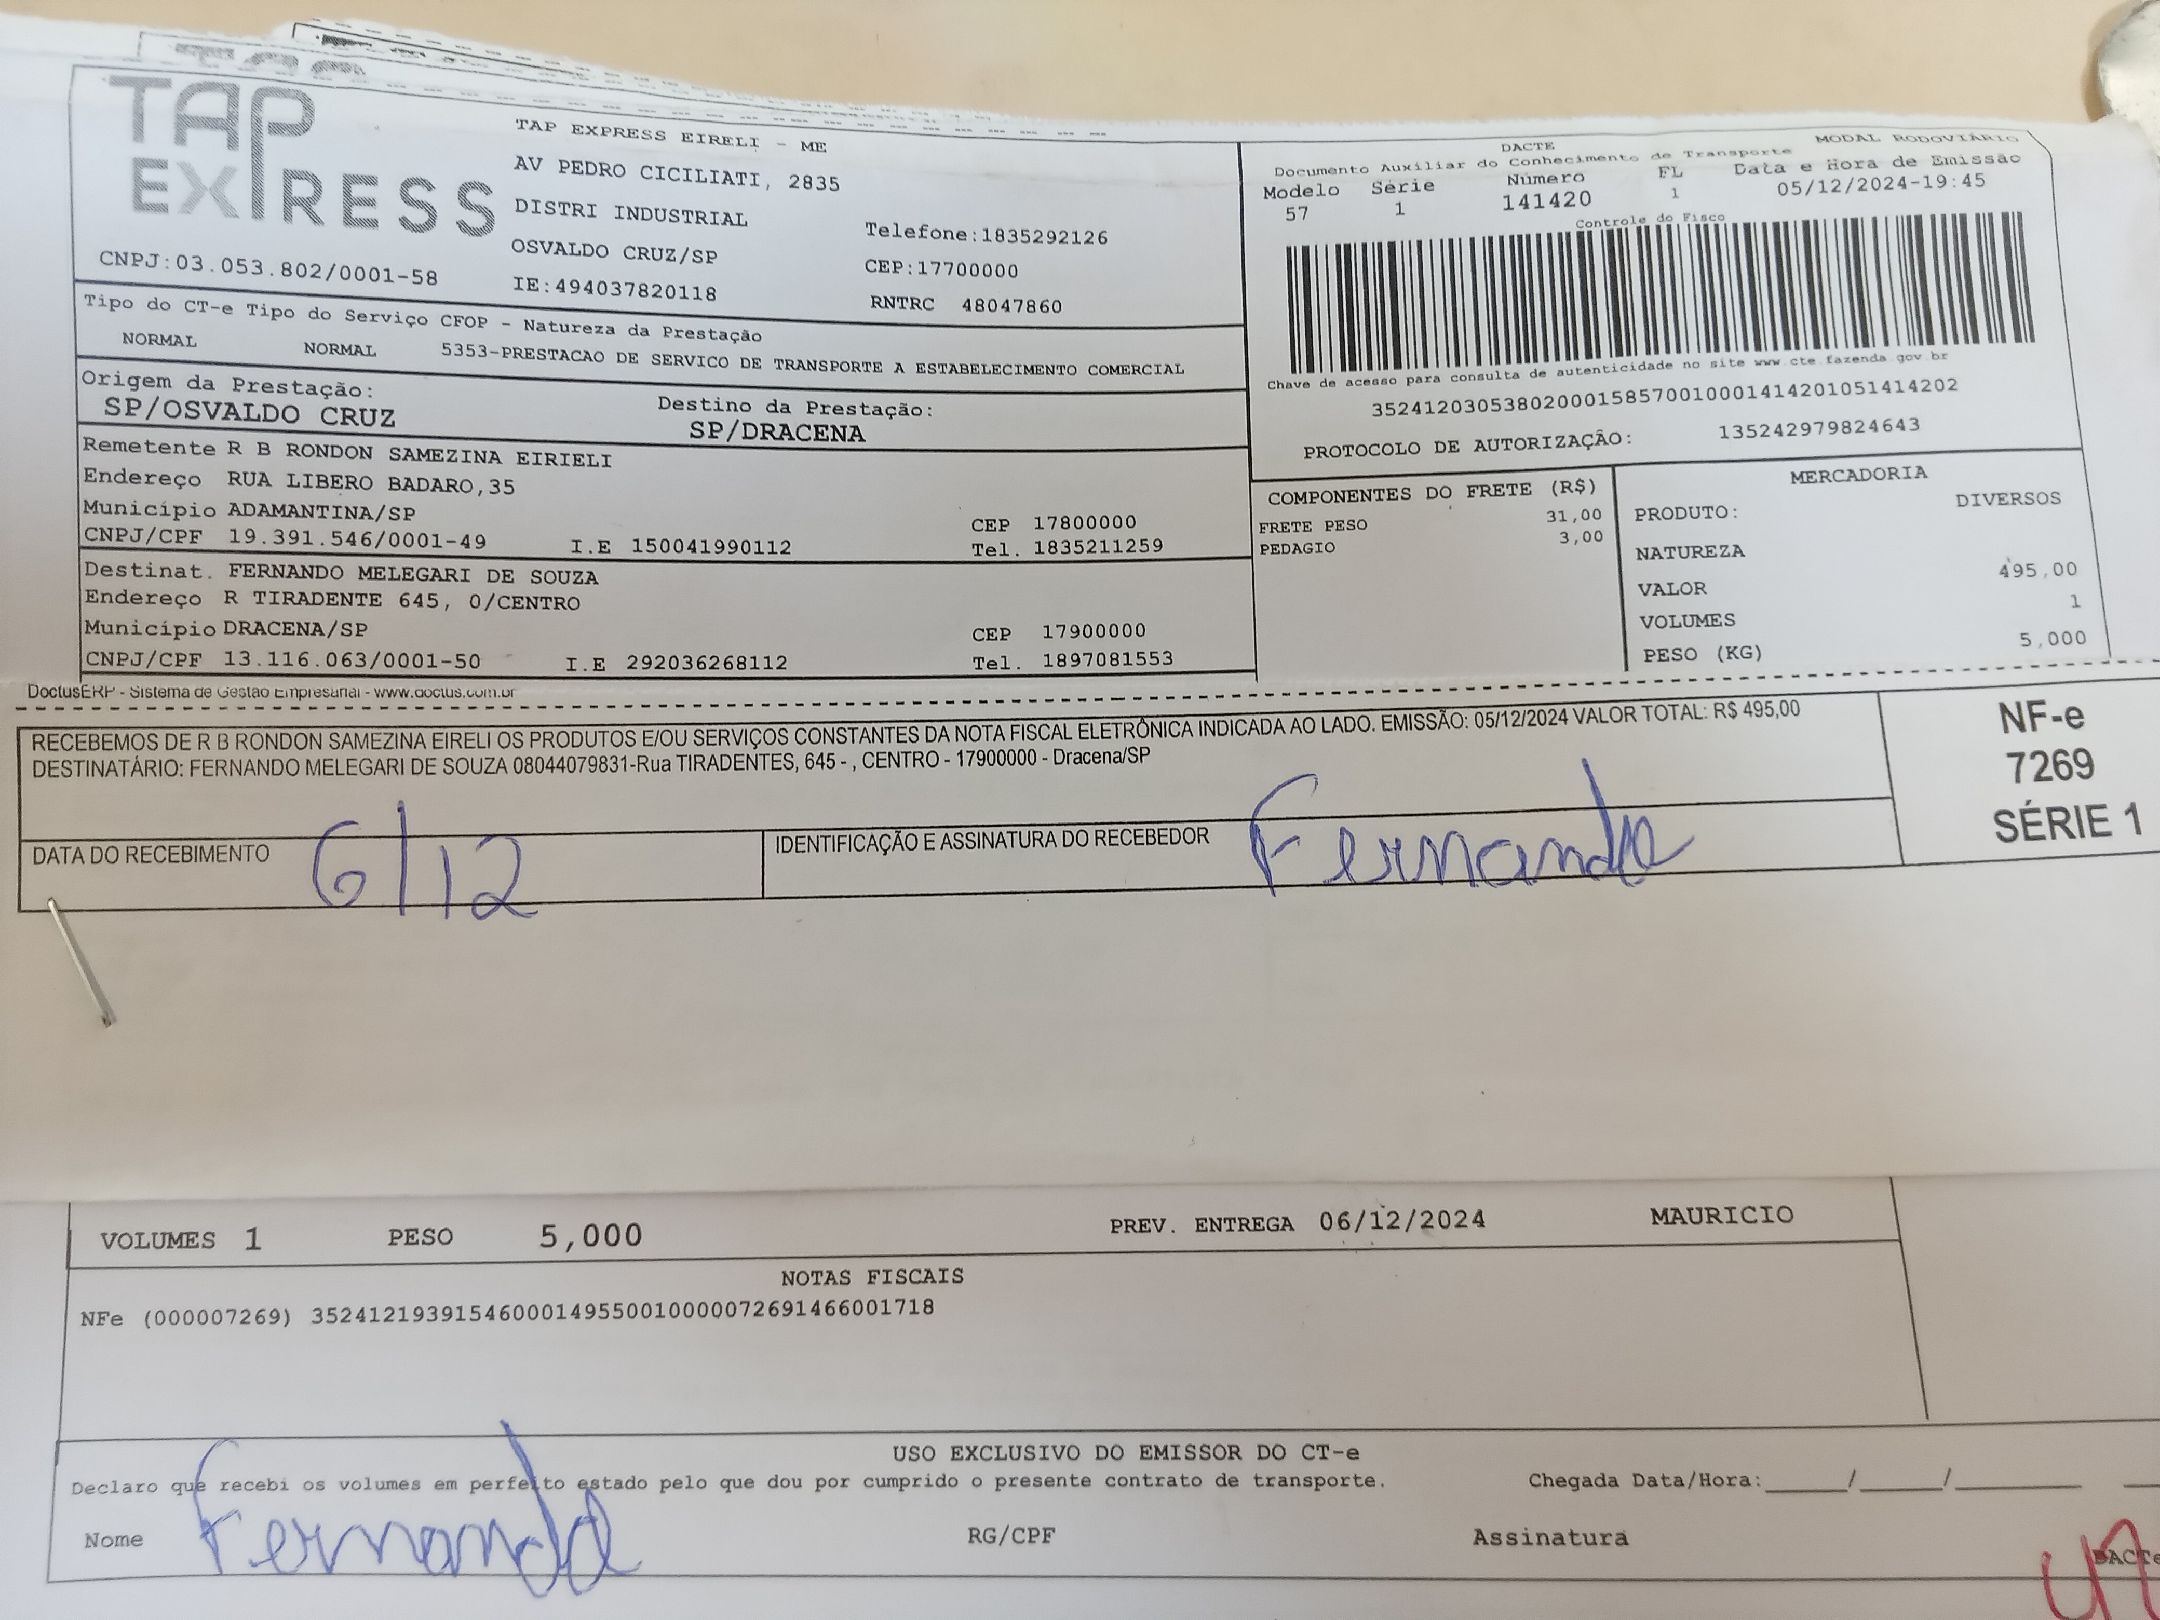 TAP
EXPRESS
CNPJ:03.053.802/0001-58
TAP EXPRESS EIRELI - ME
AV PEDRO CICILIATI, 2835
DISTRI INDUSTRIAL
OSVALDO CRUZ/SP
IE:494037820118
Telefone:1835292126
CEP:17700000
RNTRC 48047860
DACTE
MODAL RODOVIÁRIO
Documento Auxiliar do Conhecimento de Transporte
Modelo Série Número FL Data e Hora de Emissão
57 1 141420 1 05/12/2024-19:45
Controle do Fisco
Chave de acesso para consulta de autenticidade no site www.cte.fazenda.gov.br
35241203053802000158570010001414201051414202
PROTOCOLO DE AUTORIZAÇÃO: 135242979824643
Tipo do CT-e Tipo do Serviço CFOP - Natureza da Prestação
NORMAL NORMAL 5353-PRESTACAO DE SERVICO DE TRANSPORTE A ESTABELECIMENTO COMERCIAL
Origem da Prestação: Destino da Prestação:
SP/OSVALDO CRUZ SP/DRACENA
Remetente R B RONDON SAMEZINA EIRIELI
Endereço RUA LIBERO BADARO,35
Município ADAMANTINA/SP CEP 17800000
CNPJ/CPF 19.391.546/0001-49 I.E 150041990112 Tel. 1835211259
Destinat. FERNANDO MELEGARI DE SOUZA
Endereço R TIRADENTE 645, 0/CENTRO
Município DRACENA/SP CEP 17900000
CNPJ/CPF 13.116.063/0001-50 I.E 292036268112 Tel. 1897081553
COMPONENTES DO FRETE (R$)
FRETE PESO 31,00
PEDAGIO 3,00
MERCADORIA
PRODUTO: DIVERSOS
NATUREZA
VALOR 495,00
VOLUMES 1
PESO (KG) 5,000
DoctusERP - Sistema de Gestão Empresarial - www.doctus.com.br
RECEBEMOS DE R B RONDON SAMEZINA EIRELI OS PRODUTOS E/OU SERVIÇOS CONSTANTES DA NOTA FISCAL ELETRÔNICA INDICADA AO LADO. EMISSÃO: 05/12/2024 VALOR TOTAL: R$ 495,00
DESTINATÁRIO: FERNANDO MELEGARI DE SOUZA 08044079831-Rua TIRADENTES, 645 - , CENTRO - 17900000 - Dracena/SP
NF-e
7269
SÉRIE 1
DATA DO RECEBIMENTO 6/12
IDENTIFICAÇÃO E ASSINATURA DO RECEBEDOR Fernando
VOLUMES 1 PESO 5,000 PREV. ENTREGA 06/12/2024 MAURICIO
NOTAS FISCAIS
NFe (000007269) 35241219391546000149550010000072691466001718
USO EXCLUSIVO DO EMISSOR DO CT-e
Declaro que recebi os volumes em perfeito estado pelo que dou por cumprido o presente contrato de transporte. Chegada Data/Hora:____/____/______
Nome Fernando RG/CPF Assinatura